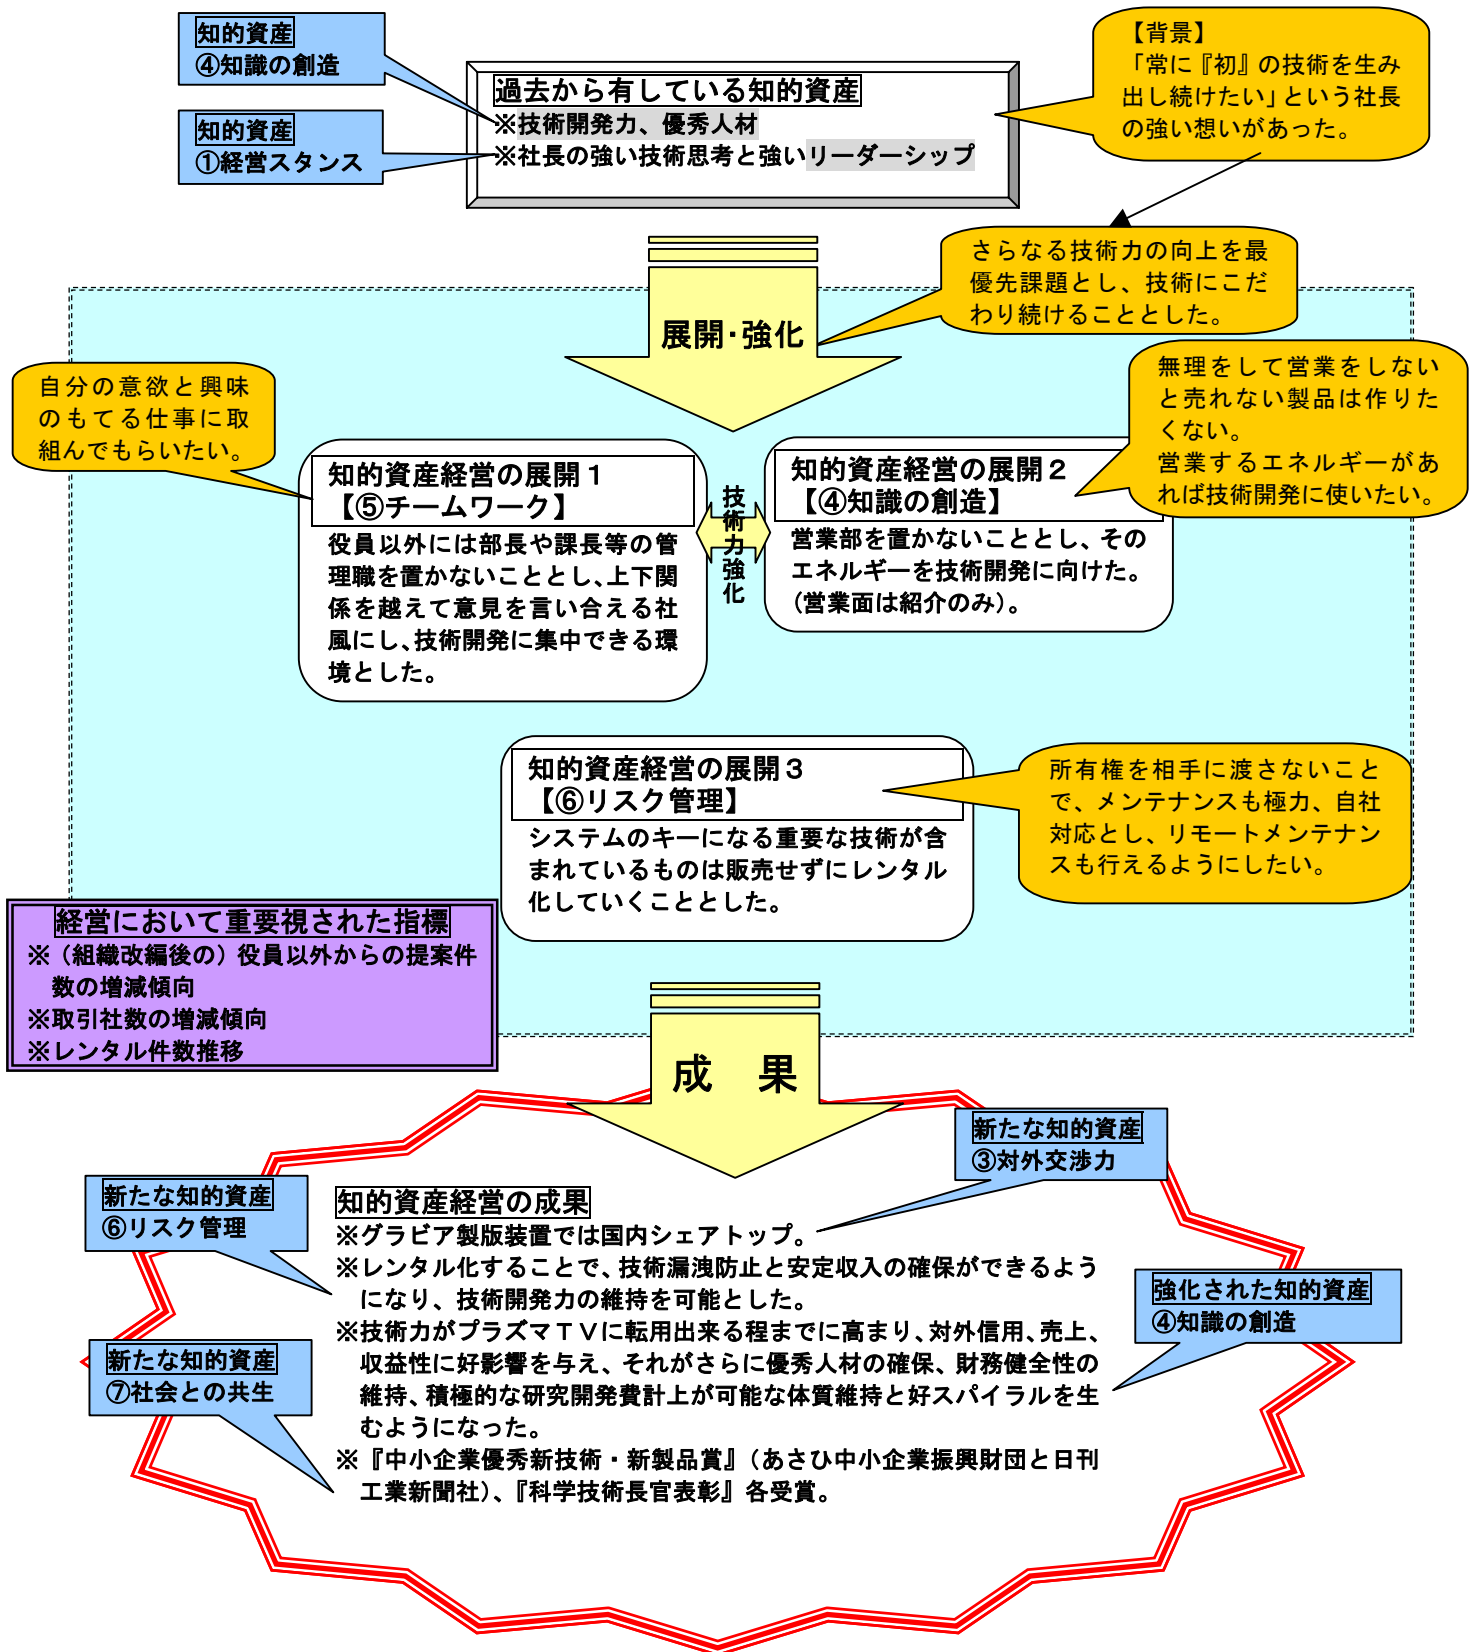 知的資産
④知識の創造
知的資産
①経営スタンス
過去から有している知的資産
※技術開発力、優秀人材
※社長の強い技術思考と強いリーダーシップ
【背景】
「常に『初』の技術を生み
出し続けたい」という社長
の強い想いがあった。
さらなる技術力の向上を最
優先課題とし、技術にこだ
わり続けることとした。
展開・強化
自分の意欲と興味
のもてる仕事に取
組んでもらいたい。
無理をして営業をしない
と売れない製品は作りた
くない。
営業するエネルギーがあ
れば技術開発に使いたい。
知的資産経営の展開１
【⑤チームワーク】
役員以外には部長や課長等の管
理職を置かないこととし、上下関
係を越えて意見を言い合える社
風にし、技術開発に集中できる環
境とした。
技術力強化
知的資産経営の展開２
【④知識の創造】
営業部を置かないこととし、その
エネルギーを技術開発に向けた。
（営業面は紹介のみ）。
知的資産経営の展開３
【⑥リスク管理】
システムのキーになる重要な技術が含
まれているものは販売せずにレンタル
化していくこととした。
所有権を相手に渡さないこと
で、メンテナンスも極力、自社
対応とし、リモートメンテナン
スも行えるようにしたい。
経営において重要視された指標
※（組織改編後の）役員以外からの提案件
数の増減傾向
※取引社数の増減傾向
※レンタル件数推移
成　果
新たな知的資産
③対外交渉力
新たな知的資産
⑥リスク管理
知的資産経営の成果
※グラビア製版装置では国内シェアトップ。
※レンタル化することで、技術漏洩防止と安定収入の確保ができるよう
になり、技術開発力の維持を可能とした。
※技術力がプラズマＴＶに転用出来る程までに高まり、対外信用、売上、
収益性に好影響を与え、それがさらに優秀人材の確保、財務健全性の
維持、積極的な研究開発費計上が可能な体質維持と好スパイラルを生
むようになった。
※『中小企業優秀新技術・新製品賞』（あさひ中小企業振興財団と日刊
工業新聞社）、『科学技術長官表彰』各受賞。
強化された知的資産
④知識の創造
新たな知的資産
⑦社会との共生